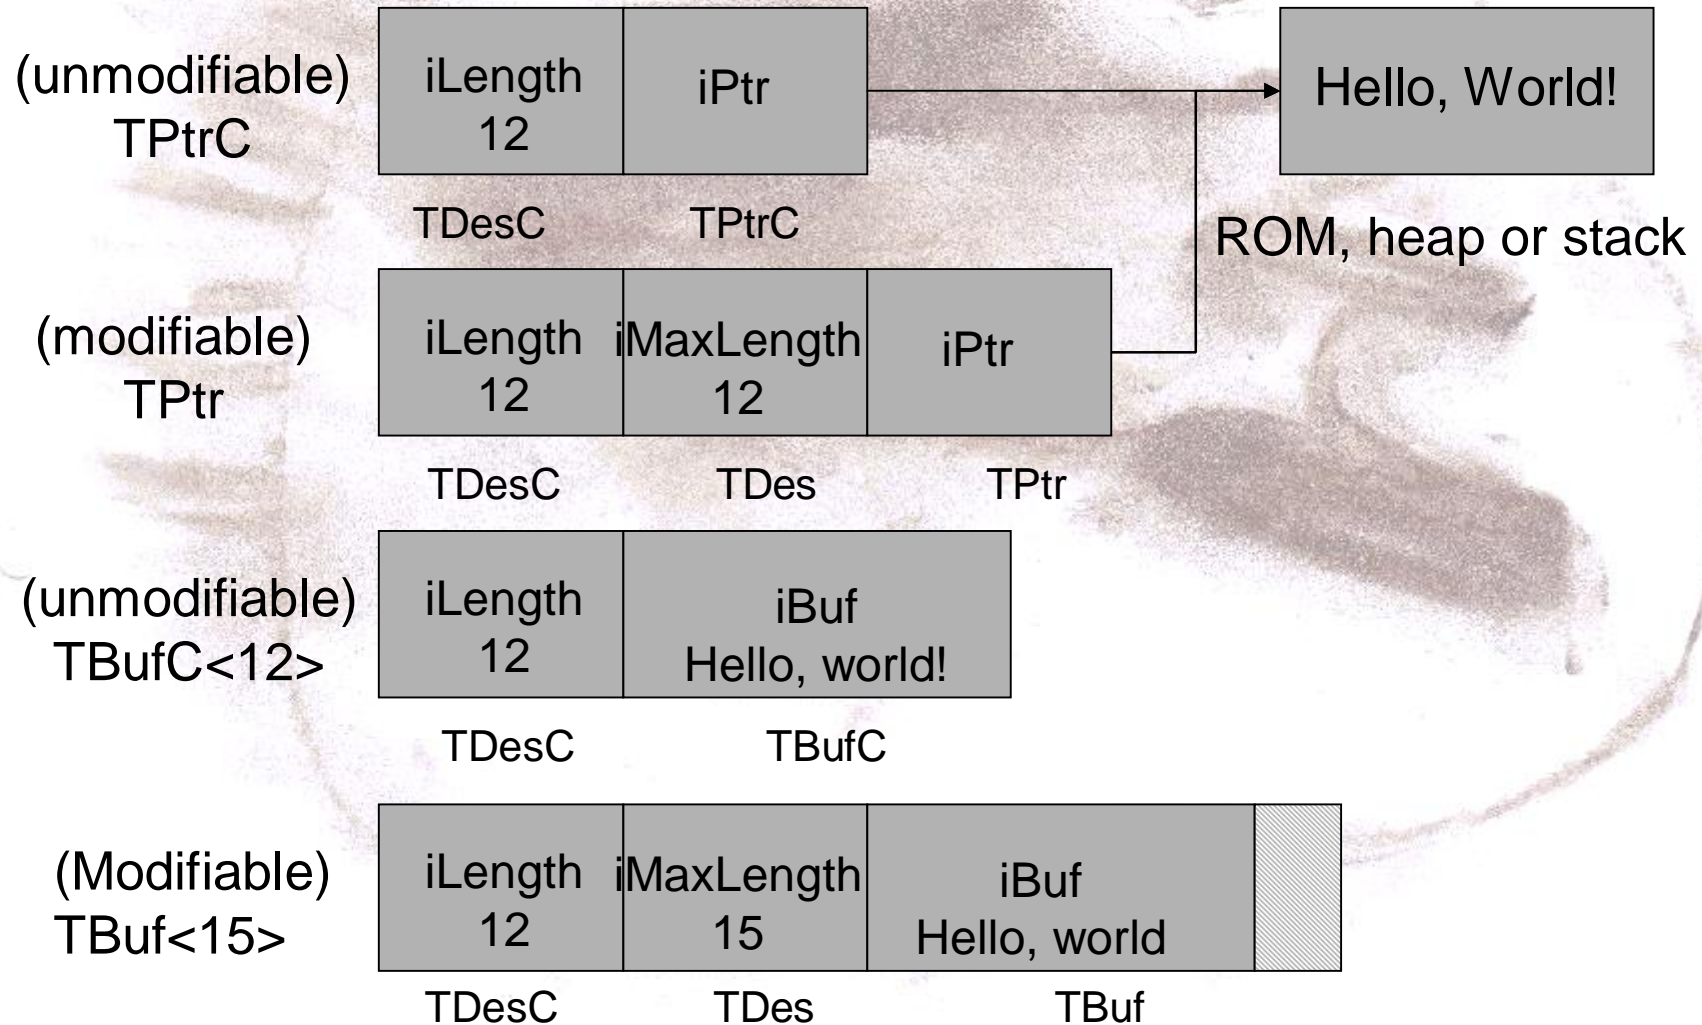 (unmodifiable)
TPtrC
iLength
12
iPtr
Hello, World!
TDesC
TPtrC
ROM, heap or stack
(modifiable)
TPtr
iLength
12
iMaxLength
12
iPtr
TDesC
TDes
TPtr
(unmodifiable)
TBufC<12>
iLength
12
iBuf
Hello, world!
TDesC
TBufC
(Modifiable)
TBuf<15>
iLength
12
iMaxLength
15
iBuf
Hello, world
TDesC
TDes
TBuf